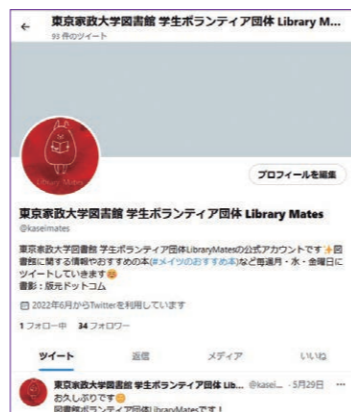 東京家政大学図書館 学生ボランティア団体 Library M...
93 件のツイート
Library Mates
プロフィールを編集
東京家政大学図書館 学生ボランティア団体 Library Mates
@kaseimates
東京家政大学図書館 学生ボランティア団体LibraryMatesの公式アカウントです✨図
書館に関する情報やおすすめの本(#メイツのおすすめ本)など毎週月・水・金曜日に
ツイートしていきます😊
書影:版元ドットコム
2022年6月からTwitterを利用しています
1 フォロー中 34 フォロワー
ツイート 返信 メディア いいね
東京家政大学図書館 学生ボランティア団体 Lib... @kasei... ・5月29日 ...
お久しぶりです😊
図書館ボランティアLibraryMatesです!